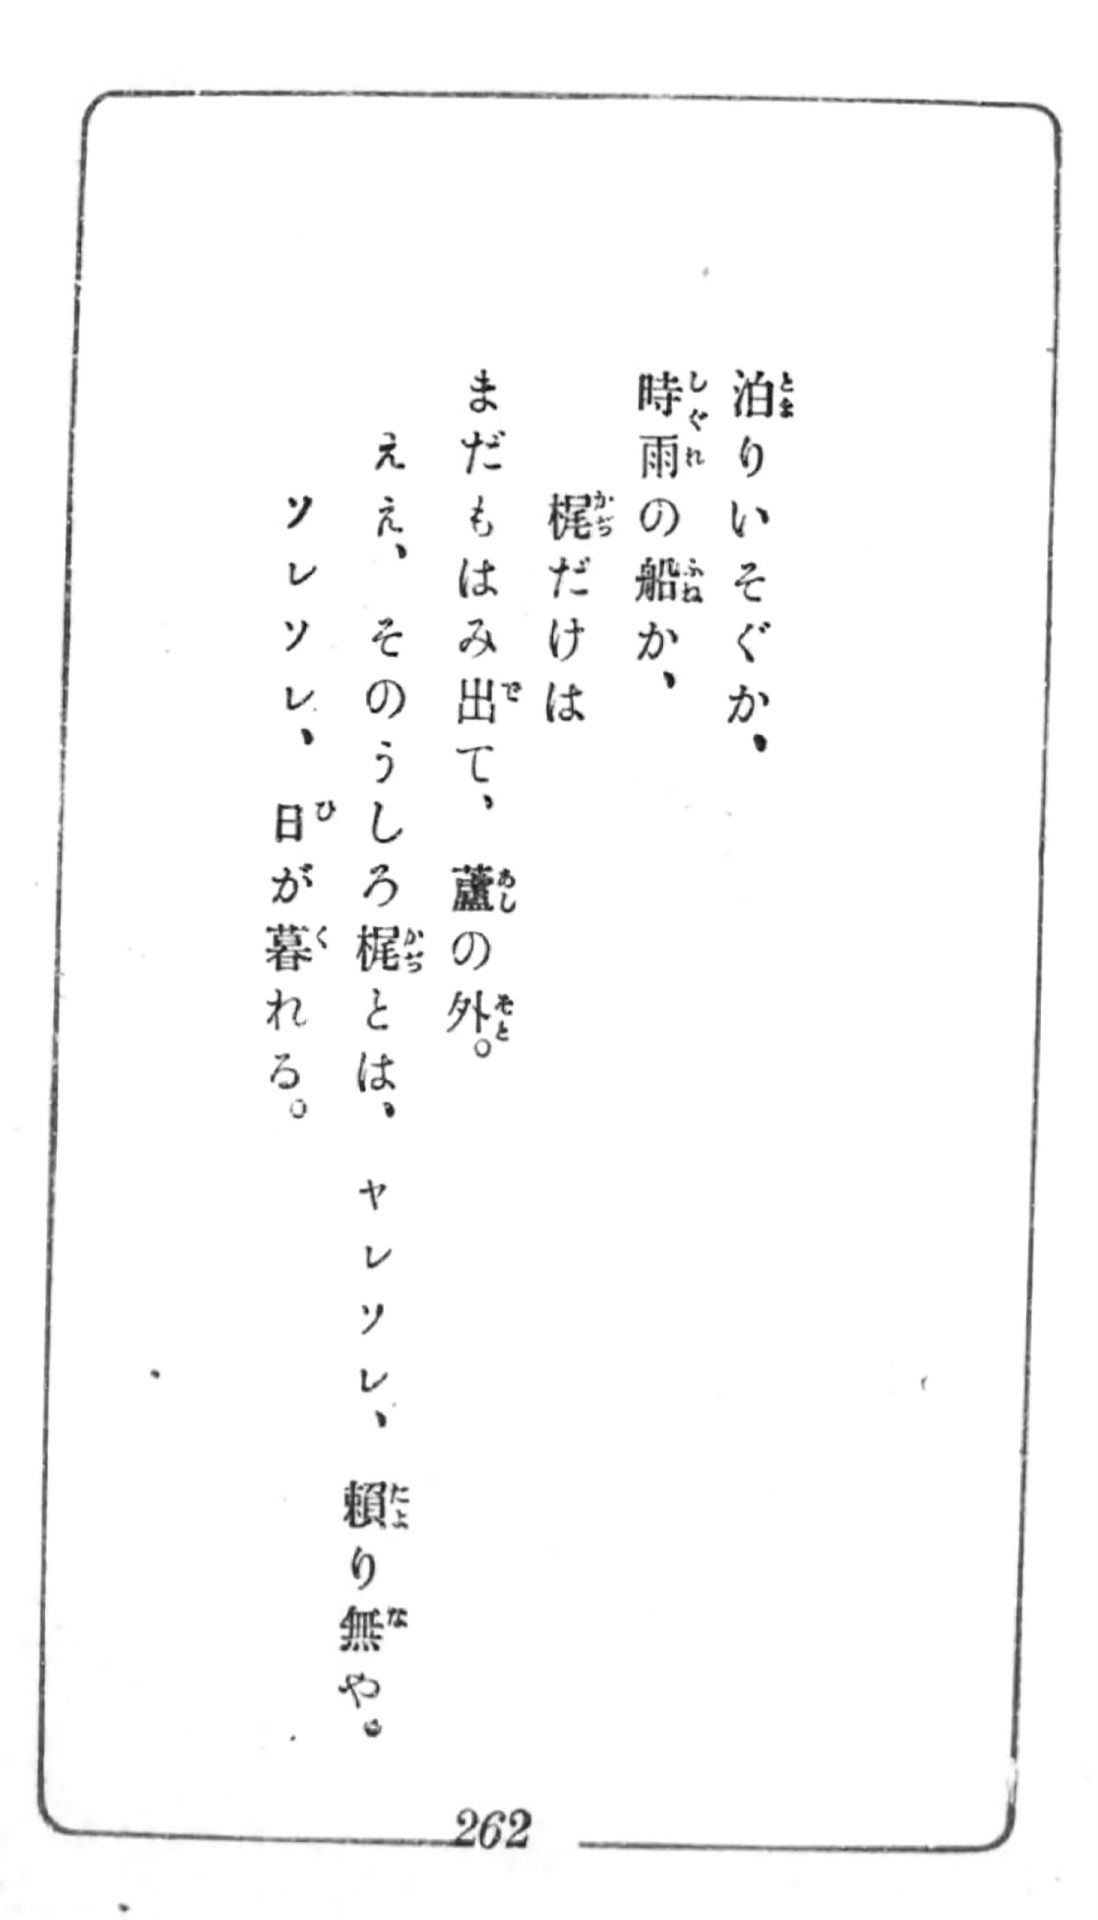 泊りいそぐか、
時雨の船か、
梶だけは
まだもはみ出て、蘆の外。
ええ、そのうしろ梶とは、ヤレソレ、頼り無や。
ソレソレ、日が暮れる。
262